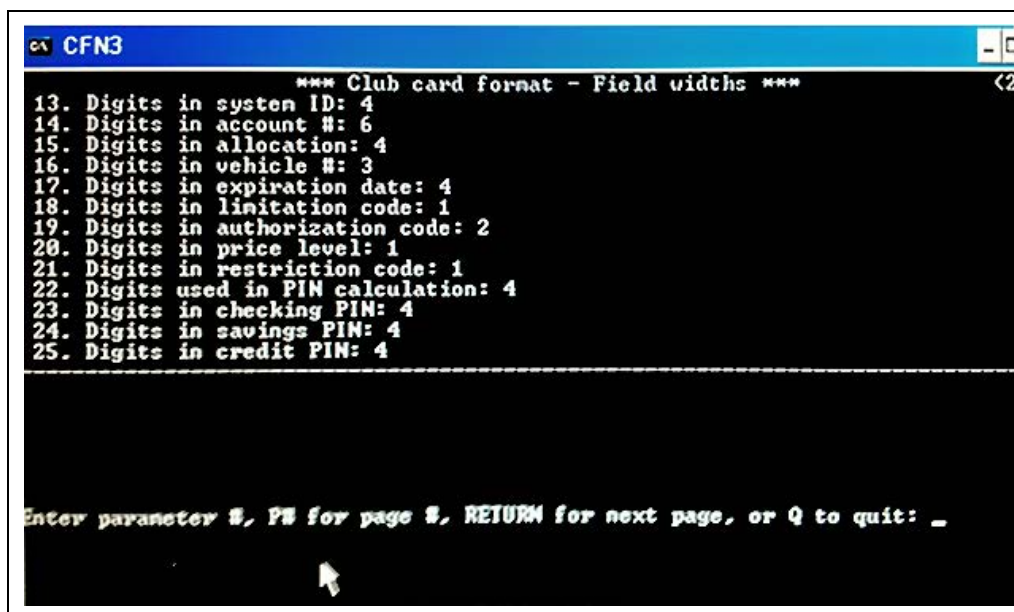 CFN3
*** Club card format - Field widths *** <2
13. Digits in system ID: 4
14. Digits in account #: 6
15. Digits in allocation: 4
16. Digits in vehicle #: 3
17. Digits in expiration date: 4
18. Digits in limitation code: 1
19. Digits in authorization code: 2
20. Digits in price level: 1
21. Digits in restriction code: 1
22. Digits used in PIN calculation: 4
23. Digits in checking PIN: 4
24. Digits in savings PIN: 4
25. Digits in credit PIN: 4
Enter parameter #, P# for page #, RETURN for next page, or Q to quit: _